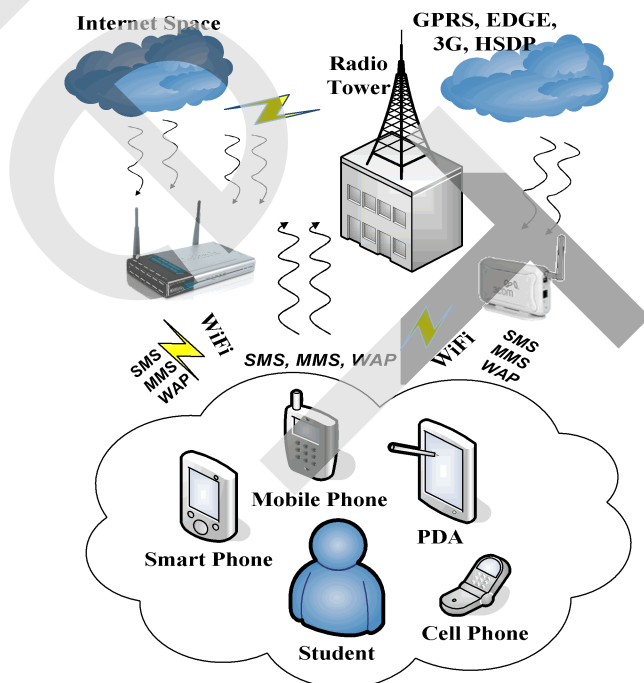 Internet Space
GPRS, EDGE,
3G, HSDP
Radio
Tower
WiFi
SMS
MMS
WAP
SMS, MMS, WAP
WiFi
SMS
MMS
WAP
3com
Mobile Phone
Smart Phone
PDA
Cell Phone
Student